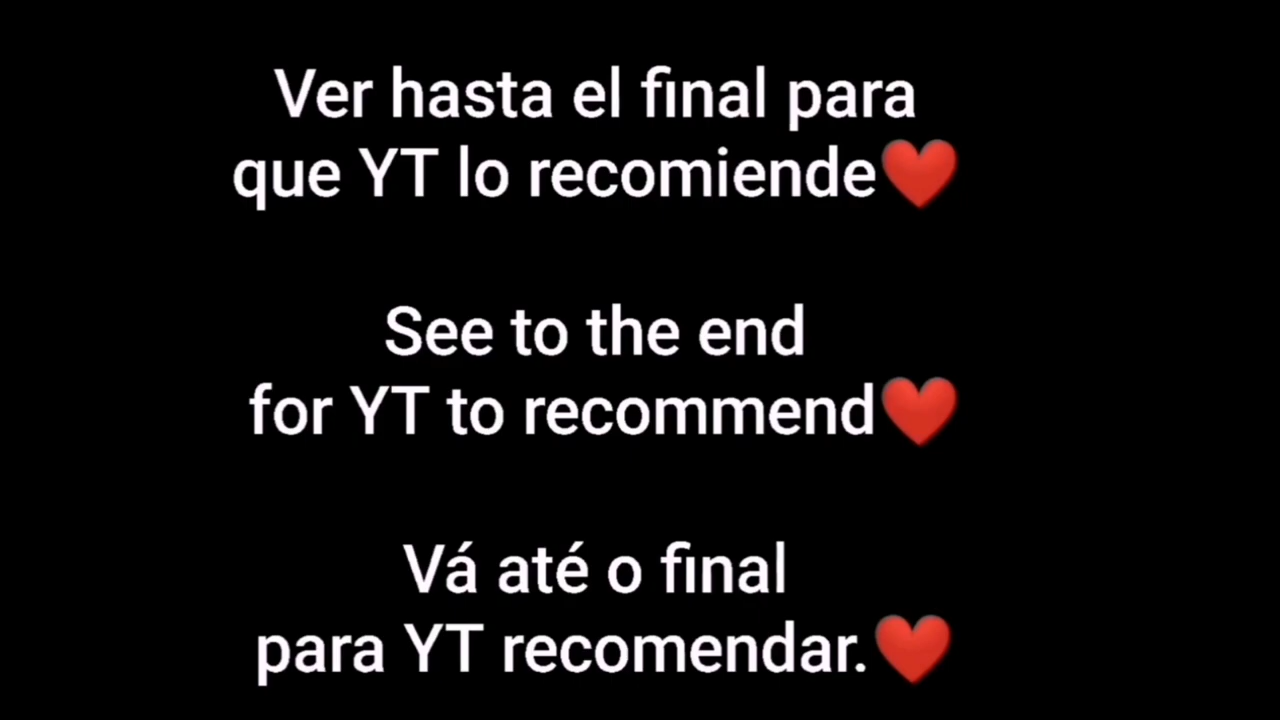 Ver hasta el final para
que YT lo recomiende❤️
See to the end
for YT to recommend❤️
Vá até o final
para YT recomendar.❤️